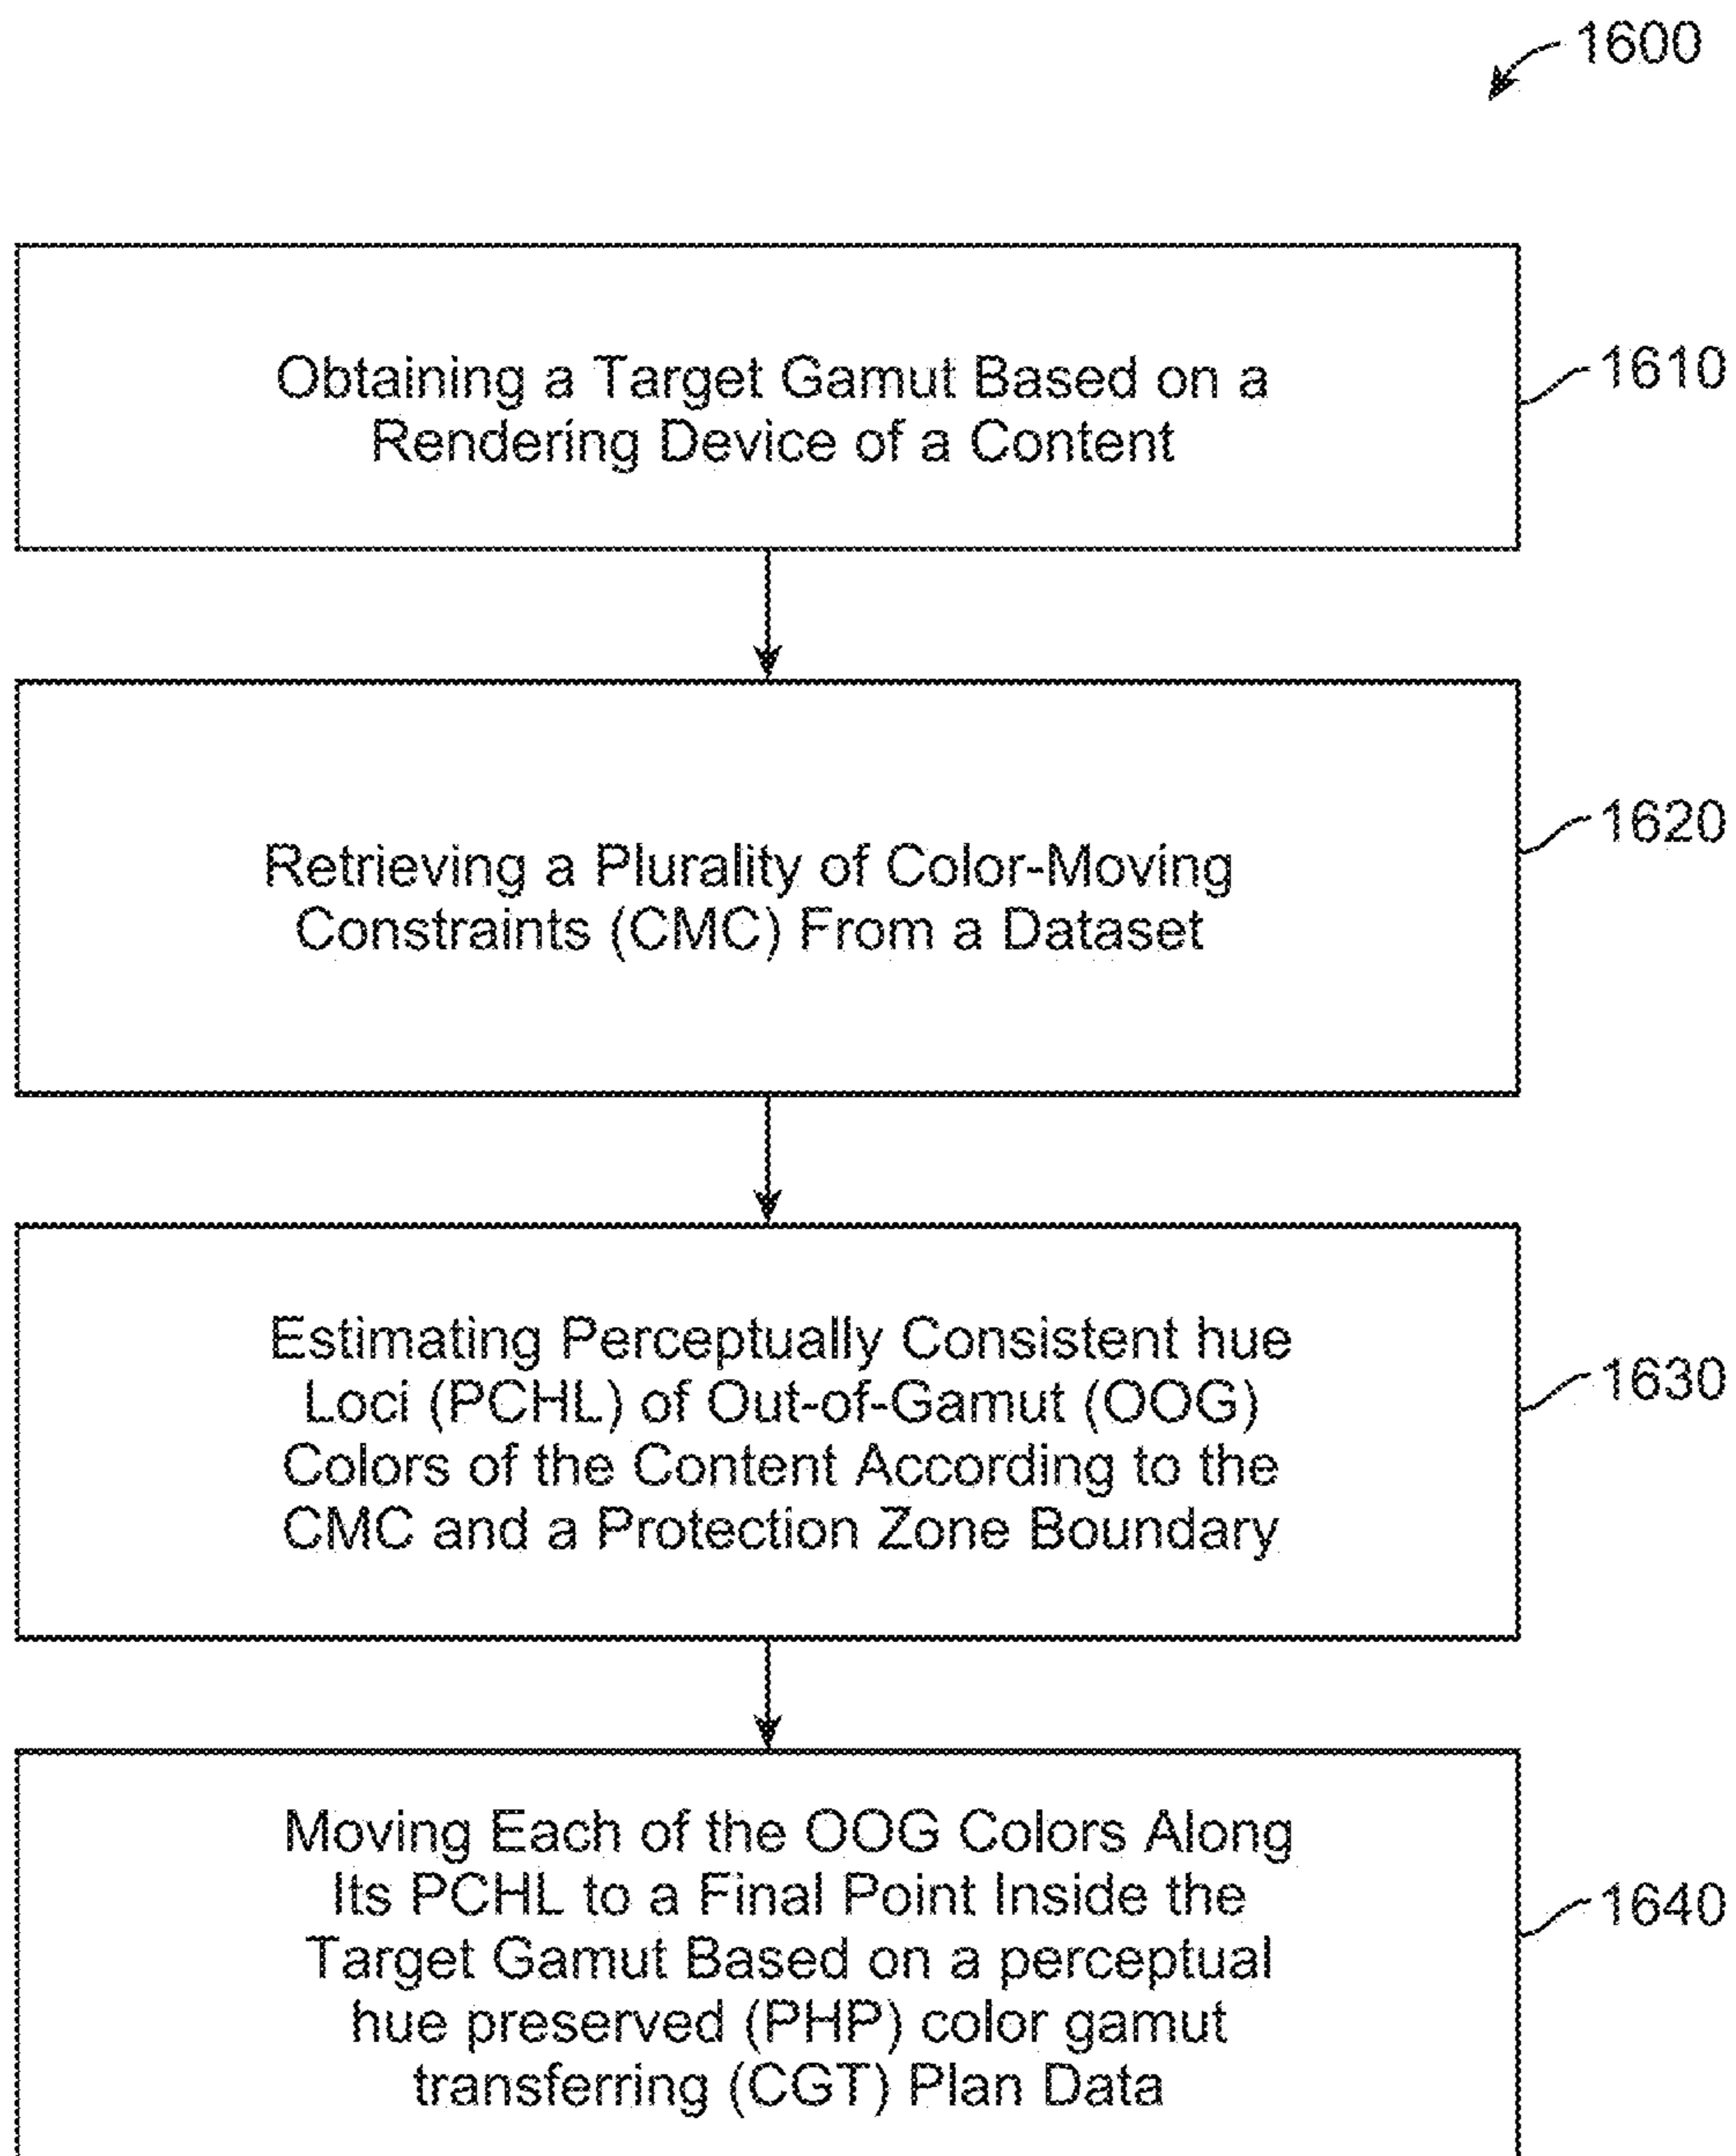 1600
Obtaining a Target Gamut Based on a
Rendering Device of a Content
1610
Retrieving a Plurality of Color-Moving
Constraints (CMC) From a Dataset
1620
Estimating Perceptually Consistent hue
Loci (PCHL) of Out-of-Gamut (OOG)
Colors of the Content According to the
CMC and a Protection Zone Boundary
1630
Moving Each of the OOG Colors Along
Its PCHL to a Final Point Inside the
Target Gamut Based on a perceptual
hue preserved (PHP) color gamut
transferring (CGT) Plan Data
1640